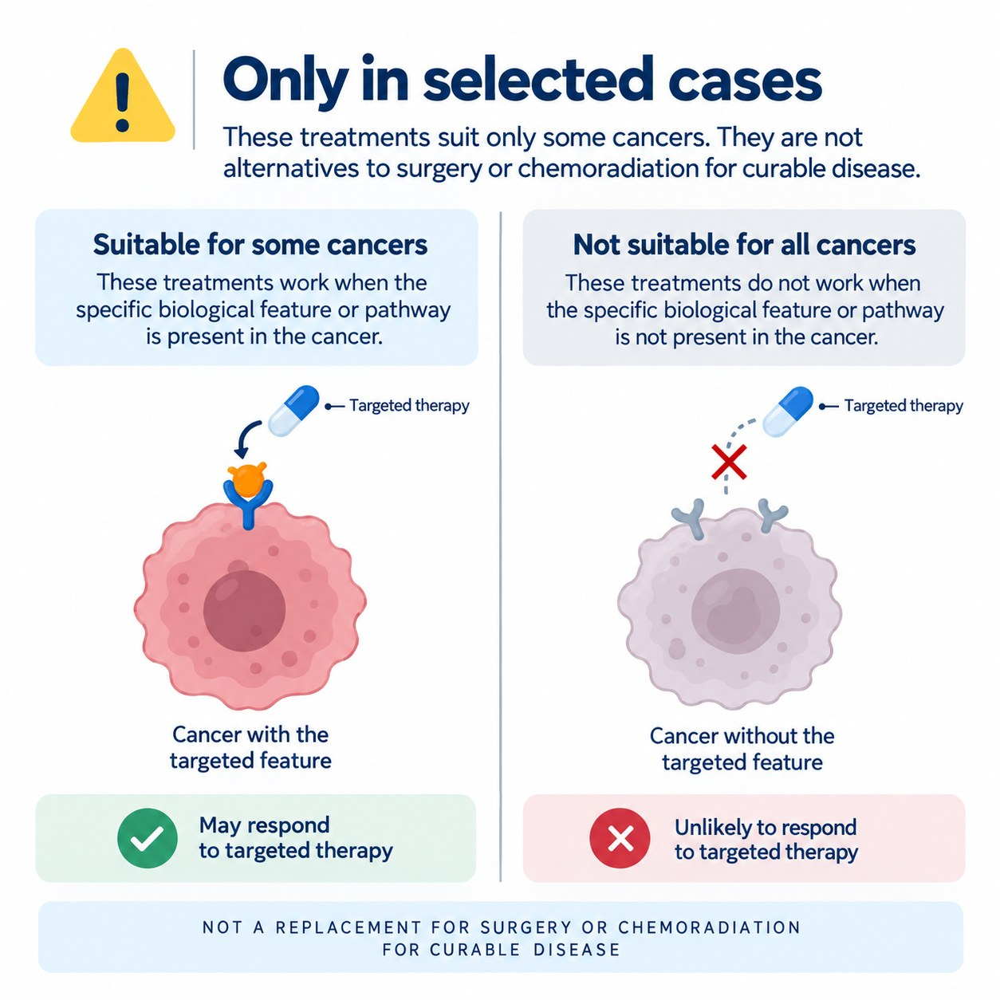 Only in selected cases
These treatments suit only some cancers. They are not
alternatives to surgery or chemoradiation for curable disease.
Suitable for some cancers
These treatments work when the
specific biological feature or pathway
is present in the cancer.
Targeted therapy
Cancer with the
targeted feature
May respond
to targeted therapy
Not suitable for all cancers
These treatments do not work when
the specific biological feature or pathway
is not present in the cancer.
Targeted therapy
Cancer without the
targeted feature
Unlikely to respond
to targeted therapy
NOT A REPLACEMENT FOR SURGERY OR CHEMORADIATION
FOR CURABLE DISEASE